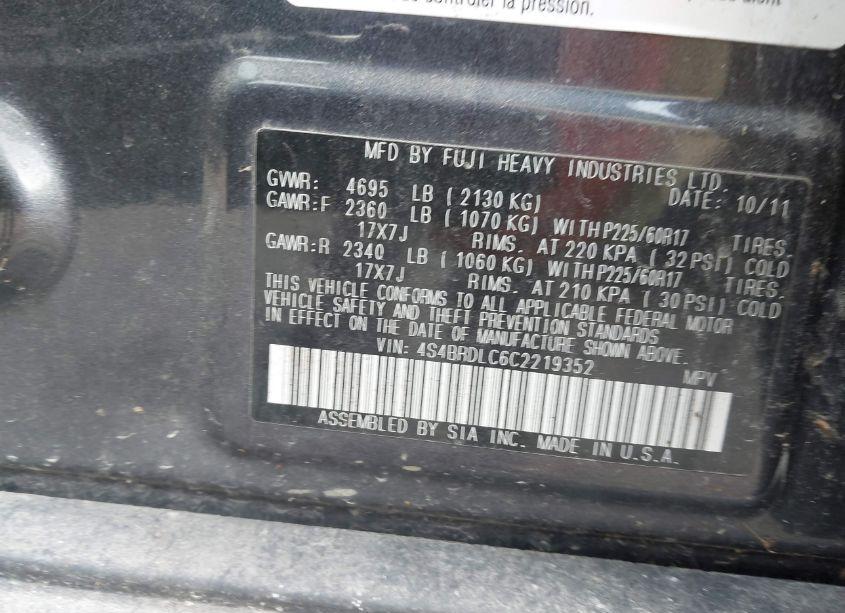 contrôler la pression.
MFD BY FUJI HEAVY INDUSTRIES LTD.
GVWR: 4695 LB ( 2130 KG) DATE: 10/11
GAWR:F 2360 LB ( 1070 KG) WITH P225/60R17 TIRES.
17X7J RIMS. AT 220 KPA ( 32 PSI) COLD
GAWR:R 2340 LB ( 1060 KG) WITH P225/60R17 TIRES.
17X7J RIMS. AT 210 KPA ( 30 PSI) COLD
THIS VEHICLE CONFORMS TO ALL APPLICABLE FEDERAL MOTOR
VEHICLE SAFETY AND THEFT PREVENTION STANDARDS
IN EFFECT ON THE DATE OF MANUFACTURE SHOWN ABOVE.
VIN: 4S4BRDLC6C2219352 MPV
ASSEMBLED BY SIA INC. MADE IN U.S.A.